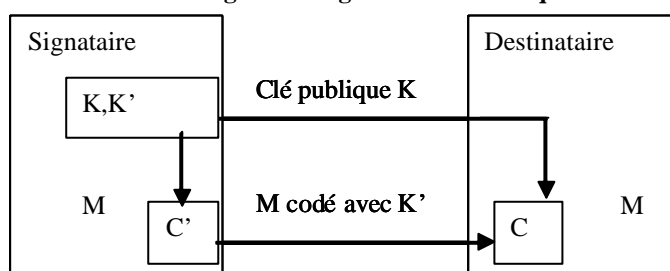 Signataire
Destinataire
Clé publique K
K,K’
M
M codé avec K’
M
C’
C